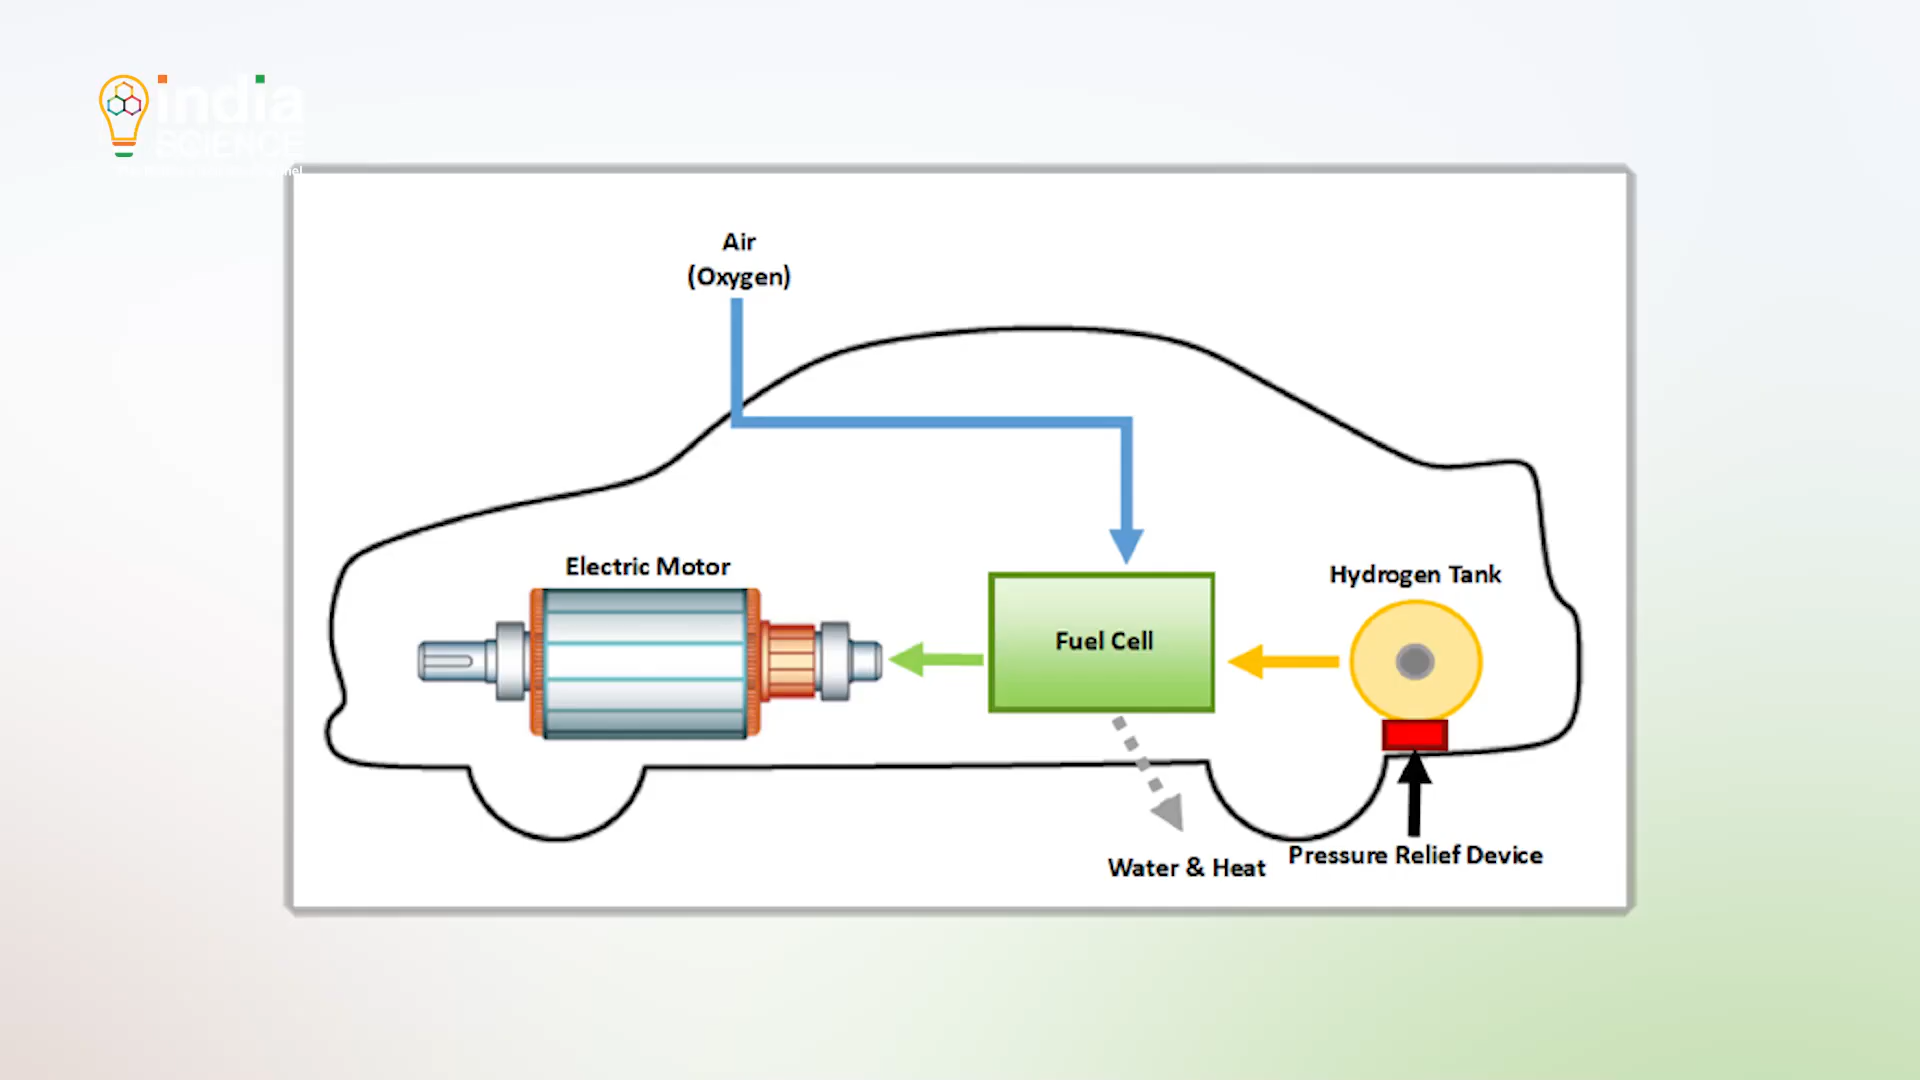 india
SCIENCE
Air
(Oxygen)
Electric Motor
Fuel Cell
Hydrogen Tank
Water & Heat
Pressure Relief Device